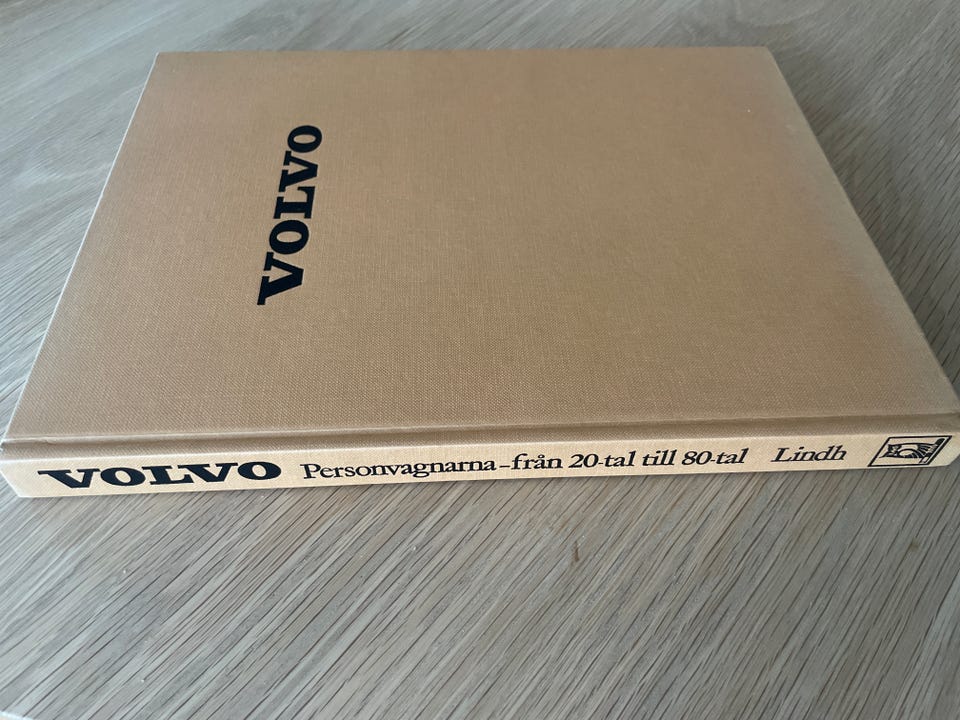 VOLVO
VOLVO Personvagnarna – från 20-tal till 80-tal Lindh